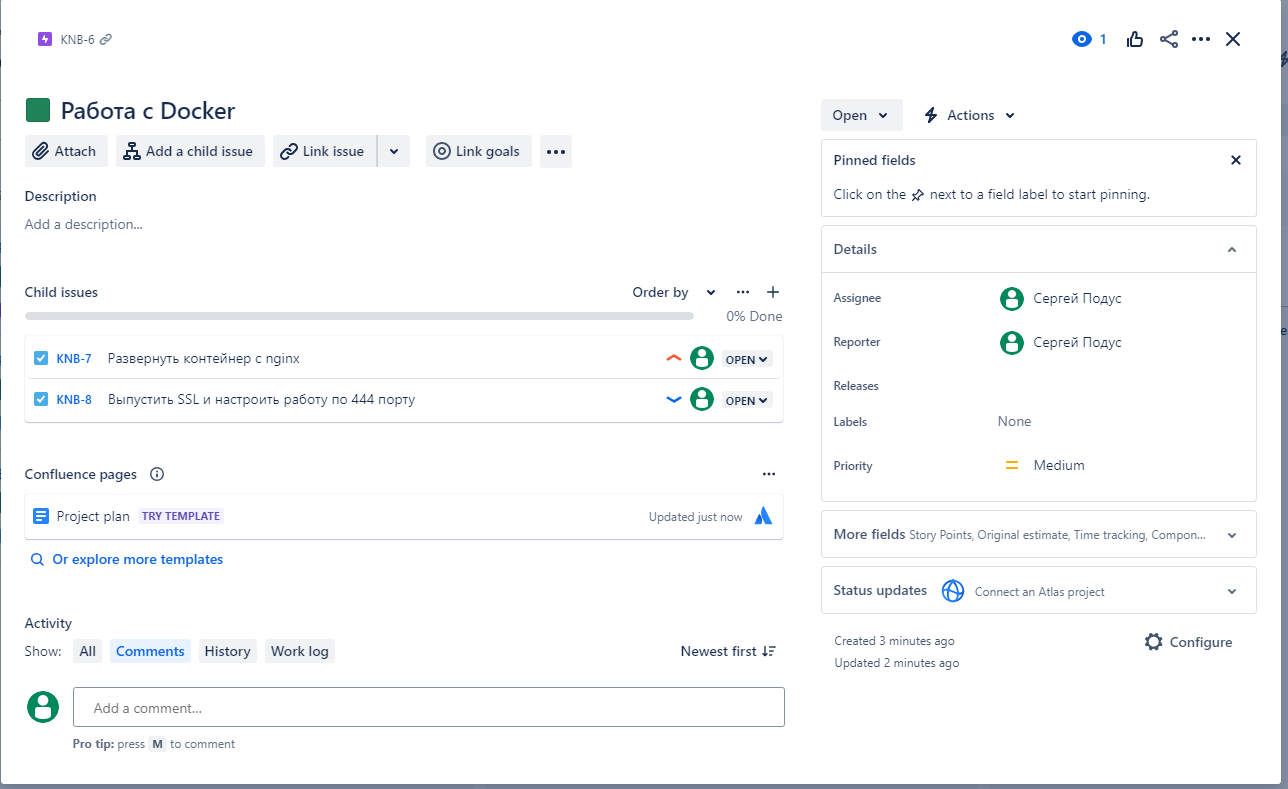 KNB-6
1
Работа с Docker
Attach
Add a child issue
Link issue
Link goals
Description
Add a description...
Child issues
Order by
0% Done
KNB-7 Развернуть контейнер с nginx OPEN
KNB-8 Выпустить SSL и настроить работу по 444 порту OPEN
Confluence pages
Project plan TRY TEMPLATE Updated just now
Or explore more templates
Activity
Show: All Comments History Work log Newest first
Add a comment...
Pro tip: press M to comment
Open Actions
Pinned fields
Click on the next to a field label to start pinning.
Details
Assignee Сергей Подус
Reporter Сергей Подус
Releases
Labels None
Priority Medium
More fields Story Points, Original estimate, Time tracking, Compon...
Status updates Connect an Atlas project
Created 3 minutes ago Configure
Updated 2 minutes ago